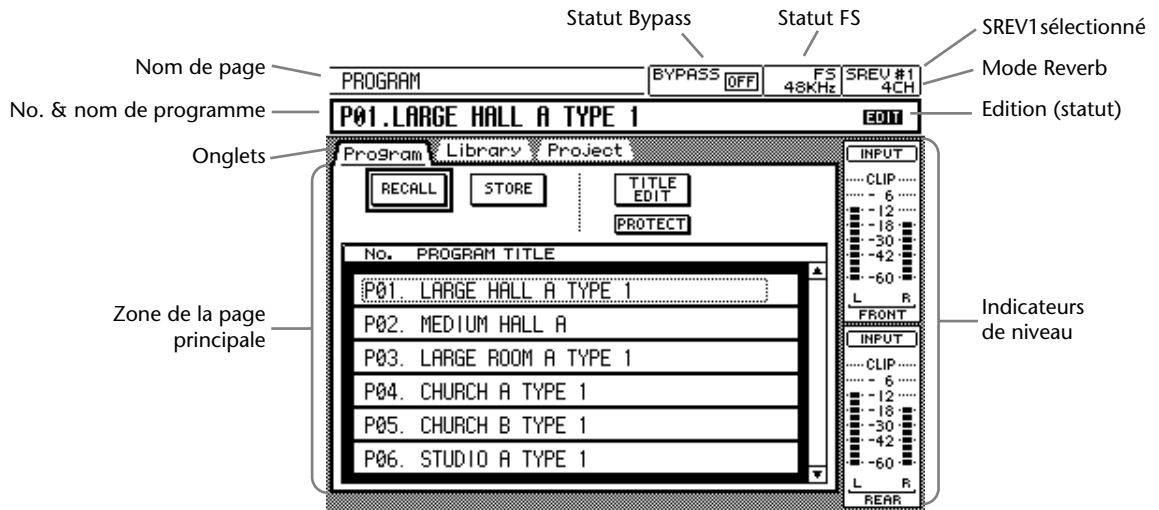 Statut Bypass
Statut FS
SREV1sélectionné
Nom de page
PROGRAM
BYPASS OFF
FS
48KHz
SREV #1
4CH
Mode Reverb
No. & nom de programme
P01.LARGE HALL A TYPE 1
EDIT
Edition (statut)
Onglets
Program
Library
Project
RECALL
STORE
TITLE
EDIT
PROTECT
No. PROGRAM TITLE
P01. LARGE HALL A TYPE 1
P02. MEDIUM HALL A
P03. LARGE ROOM A TYPE 1
P04. CHURCH A TYPE 1
P05. CHURCH B TYPE 1
P06. STUDIO A TYPE 1
Zone de la page
principale
INPUT
CLIP
- 6
-12
-18
-30
-42
-60
L R
FRONT
INPUT
CLIP
- 6
-12
-18
-30
-42
-60
L R
REAR
Indicateurs
de niveau